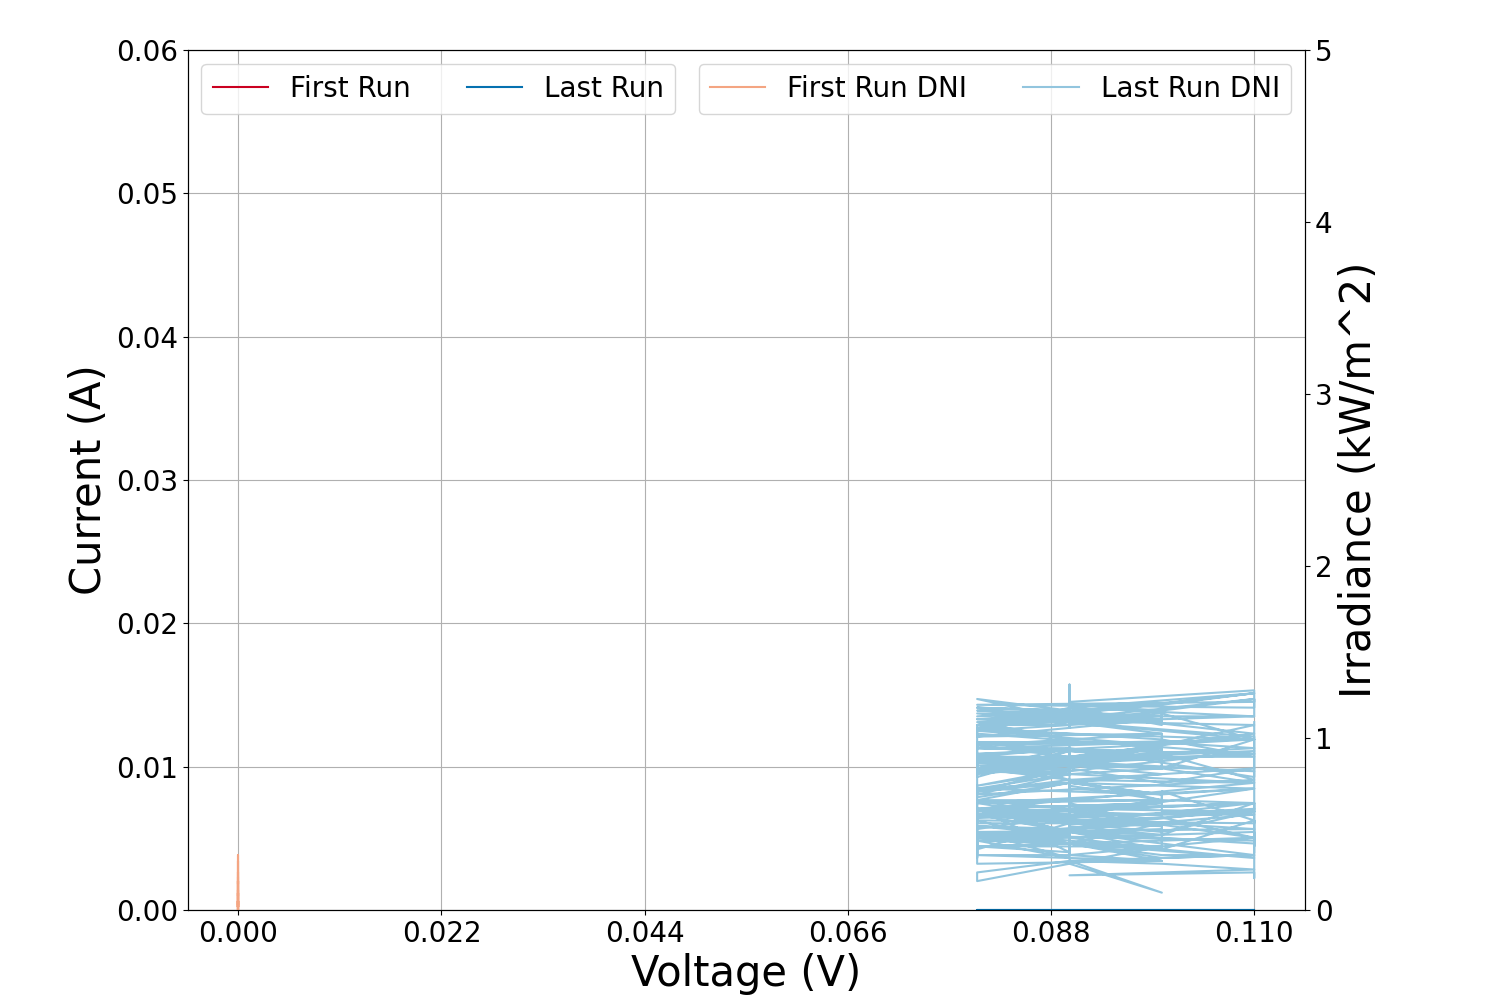 First Run
Last Run
First Run DNI
Last Run DNI
0.06
0.05
0.04
0.03
0.02
0.01
0.00
Current (A)
5
4
3
2
1
0
Irradiance (kW/m^2)
0.000 0.022 0.044 0.066 0.088 0.110
Voltage (V)